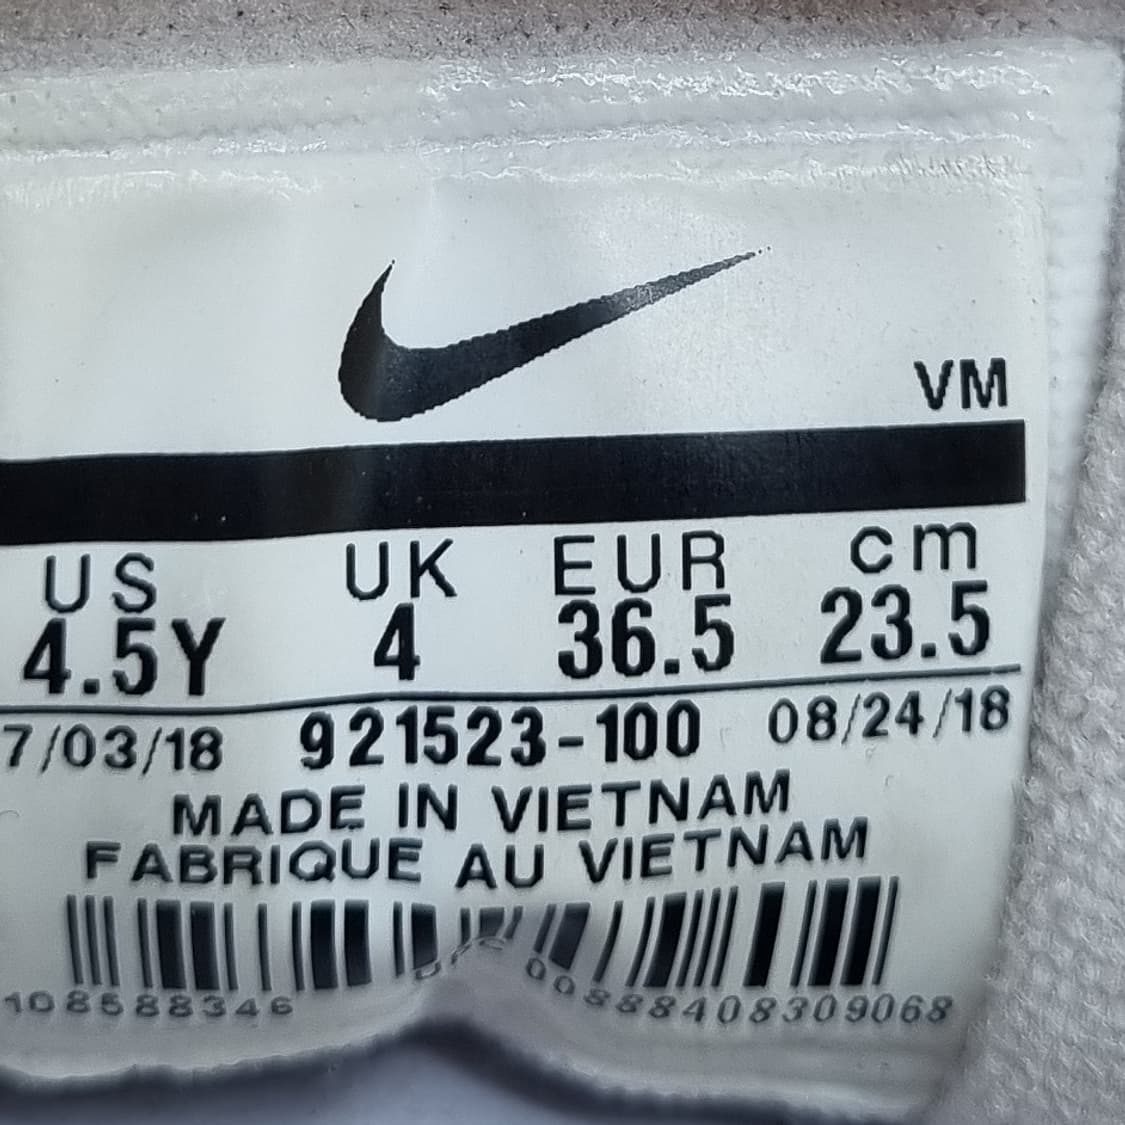 VM
US UK EUR cm
4.5Y 4 36.5 23.5
7/03/18 921523-100 08/24/18
MADE IN VIETNAM
FABRIQUE AU VIETNAM
108588346 UPC 00888408309068